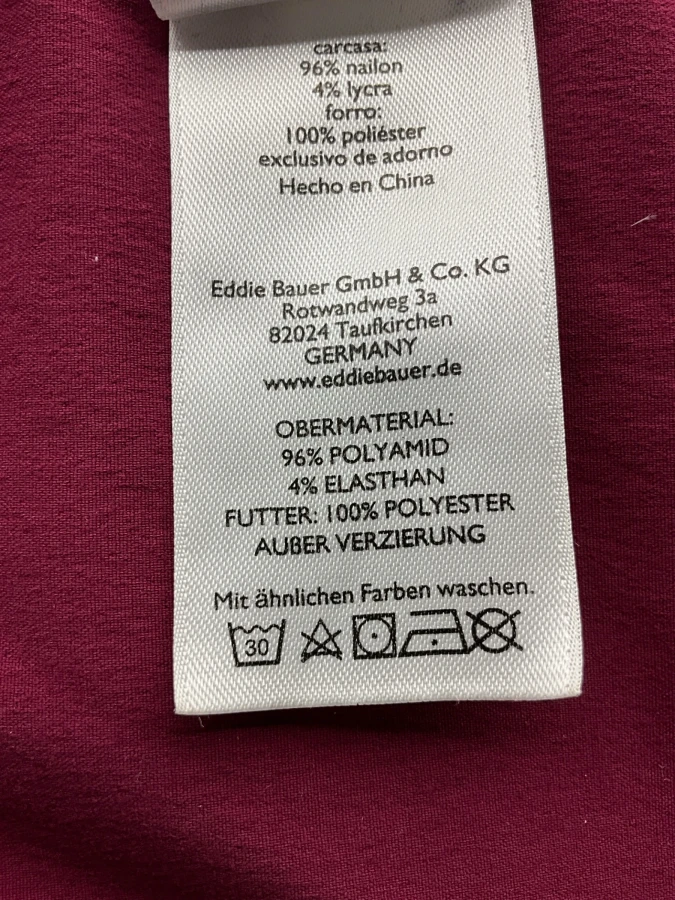 carcasa:
96% nailon
4% lycra
forro:
100% poliéster
exclusivo de adorno
Hecho en China
Eddie Bauer GmbH & Co. KG
Rotwandweg 3a
82024 Taufkirchen
GERMANY
www.eddiebauer.de
OBERMATERIAL:
96% POLYAMID
4% ELASTHAN
FUTTER: 100% POLYESTER
AUßER VERZIERUNG
Mit ähnlichen Farben waschen.
30